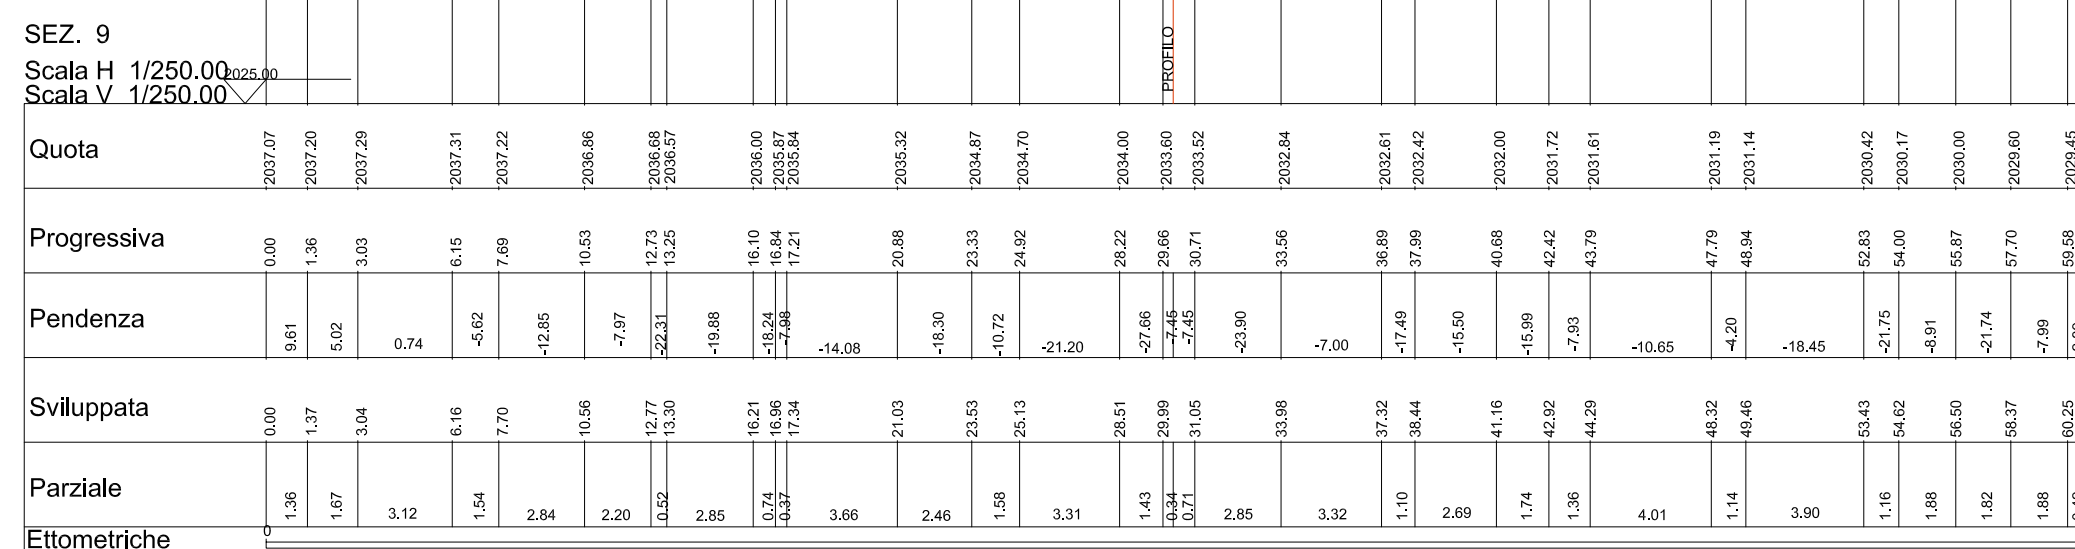 SEZ. 9
Scala H 1/250.00
2025.00
Scala V 1/250.00
PROFILO
Quota 2037.07 2037.20 2037.29 2037.31 2037.22 2036.86 2036.68 2036.57 2036.00 2035.87 2035.84 2035.32 2034.87 2034.70 2034.00 2033.60 2033.52 2032.84 2032.61 2032.42 2032.00 2031.72 2031.61 2031.19 2031.14 2030.42 2030.17 2030.00 2029.60 2029.45
Progressiva 0.00 1.36 3.03 6.15 7.69 10.53 12.73 13.25 16.10 16.84 17.21 20.88 23.33 24.92 28.22 29.66 30.71 33.56 36.89 37.99 40.68 42.42 43.79 47.79 48.94 52.83 54.00 55.87 57.70 59.58
Pendenza 9.61 5.02 0.74 -5.62 -12.85 -7.97 -22.31 -19.88 -18.24 -7.98 -14.08 -18.30 -10.72 -21.20 -27.66 -7.45 -7.45 -23.90 -7.00 -17.49 -15.50 -15.99 -7.93 -10.65 -4.20 -18.45 -21.75 -8.91 -21.74 -7.99
Sviluppata 0.00 1.37 3.04 6.16 7.70 10.56 12.77 13.30 16.21 16.96 17.34 21.03 23.53 25.13 28.51 29.99 31.05 33.98 37.32 38.44 41.16 42.92 44.29 48.32 49.46 53.43 54.62 56.50 58.37 60.25
Parziale 1.36 1.67 3.12 1.54 2.84 2.20 0.52 2.85 0.74 0.37 3.66 2.46 1.58 3.31 1.43 0.34 0.71 2.85 3.32 1.10 2.69 1.74 1.36 4.01 1.14 3.90 1.16 1.88 1.82 1.88
Ettometriche 0